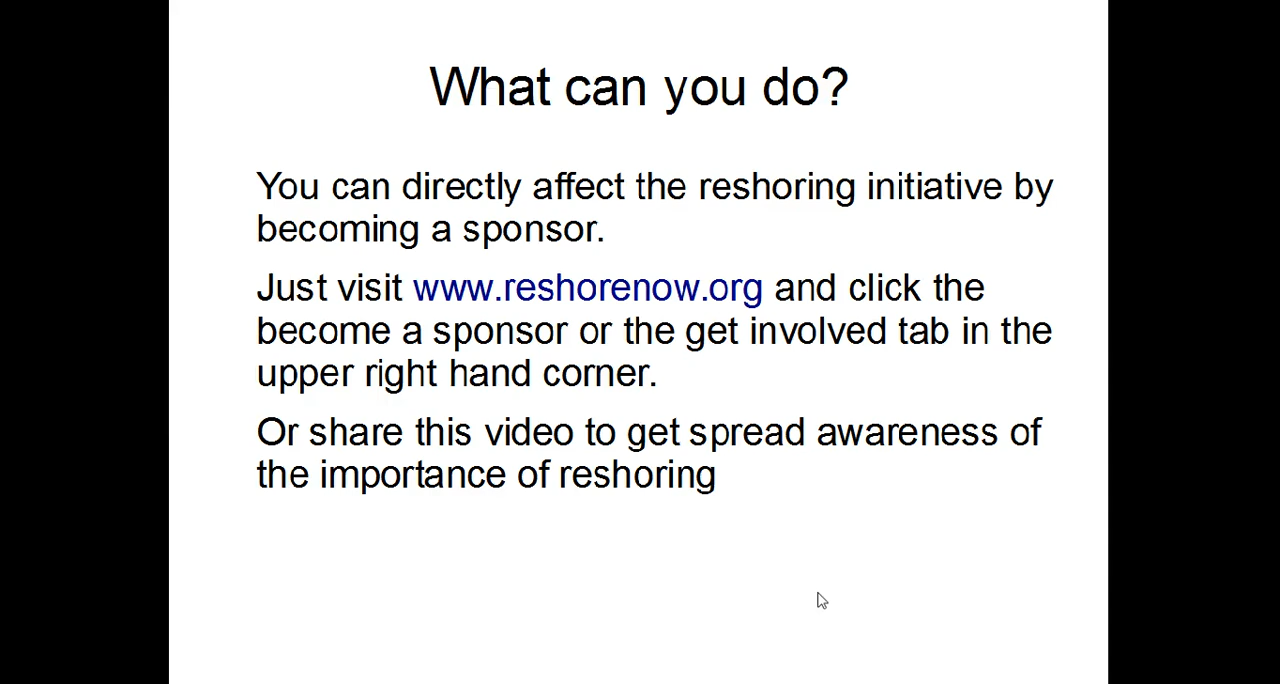 What can you do?
You can directly affect the reshoring initiative by
becoming a sponsor.
Just visit www.reshorenow.org and click the
become a sponsor or the get involved tab in the
upper right hand corner.
Or share this video to get spread awareness of
the importance of reshoring